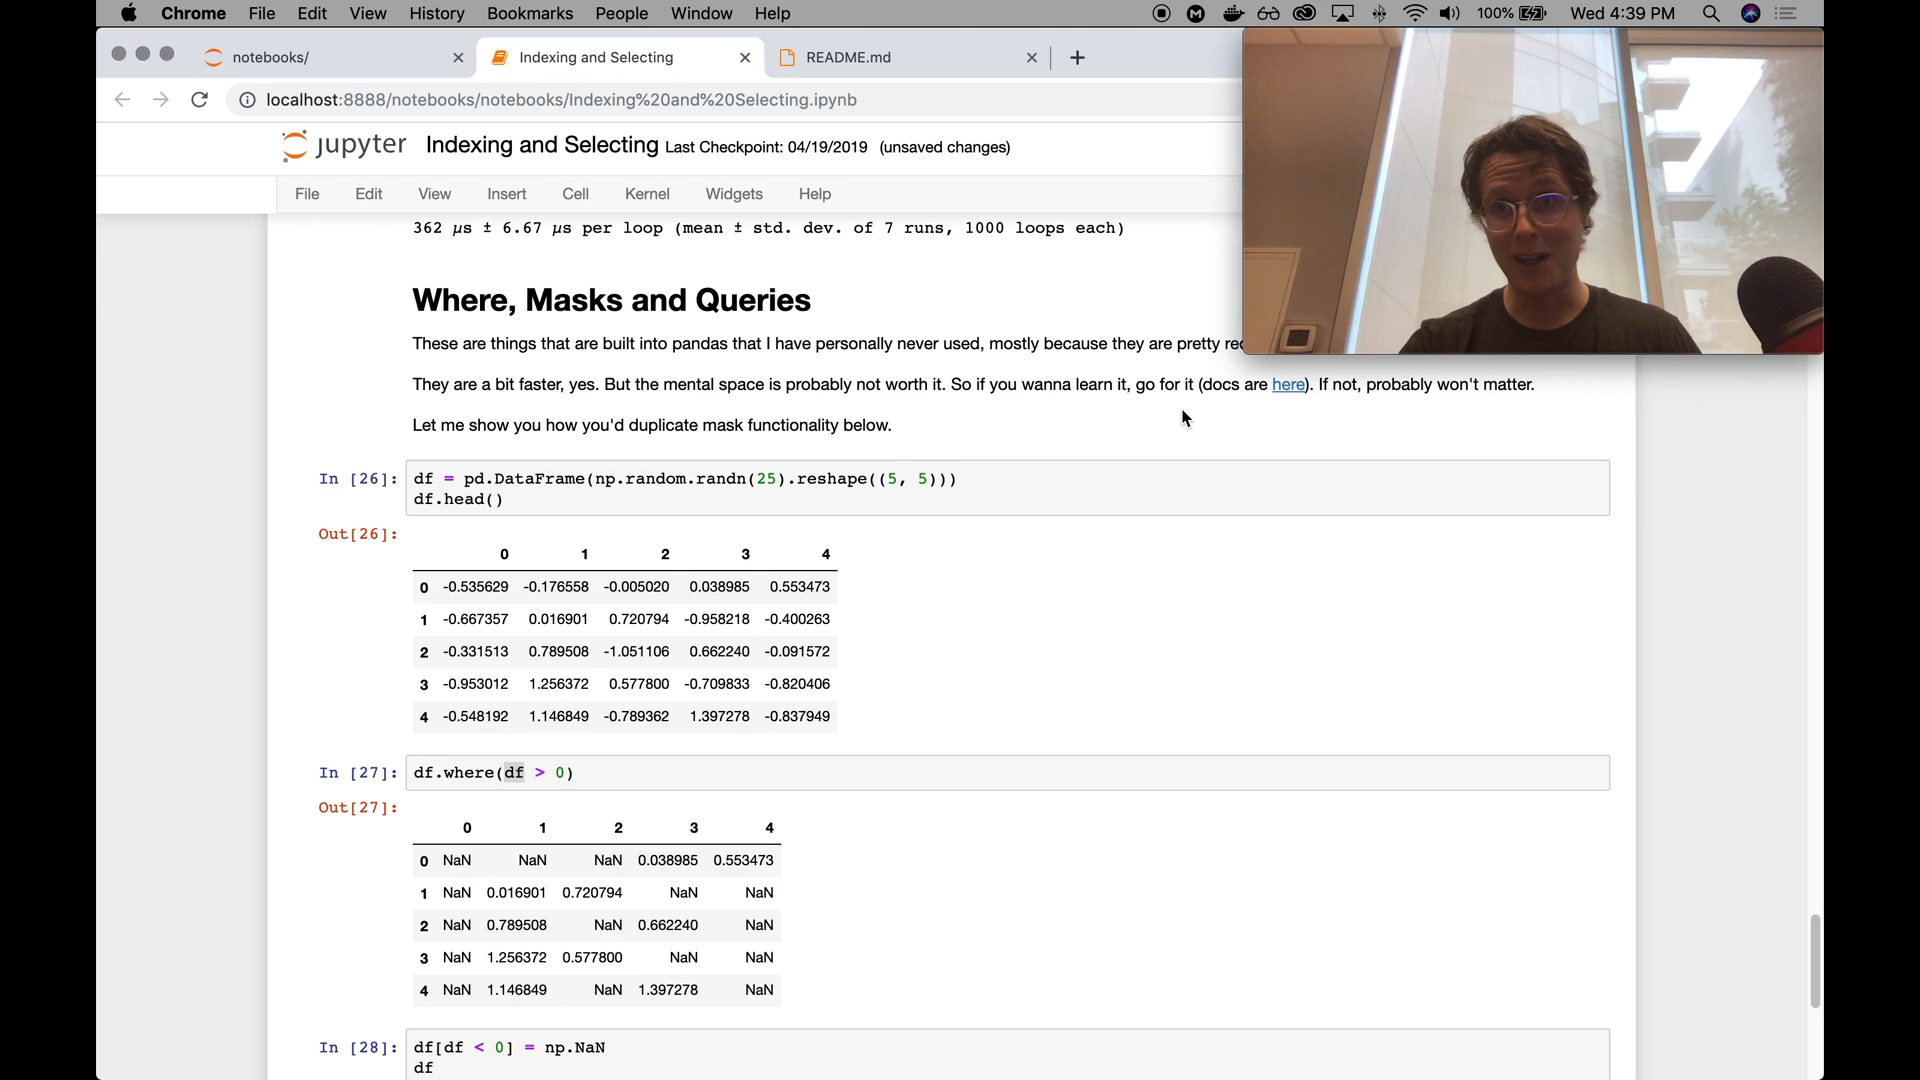 Chrome File Edit View History Bookmarks People Window Help 100% Wed 4:39 PM
notebooks/ Indexing and Selecting README.md
localhost:8888/notebooks/notebooks/Indexing%20and%20Selecting.ipynb
jupyter Indexing and Selecting Last Checkpoint: 04/19/2019 (unsaved changes)
File Edit View Insert Cell Kernel Widgets Help
362 µs ± 6.67 µs per loop (mean ± std. dev. of 7 runs, 1000 loops each)
Where, Masks and Queries
These are things that are built into pandas that I have personally never used, mostly because they are pretty
They are a bit faster, yes. But the mental space is probably not worth it. So if you wanna learn it, go for it (docs are here). If not, probably won't matter.
Let me show you how you'd duplicate mask functionality below.
In [26]: df = pd.DataFrame(np.random.randn(25).reshape((5, 5)))
df.head()
Out[26]:
0 1 2 3 4
0 -0.535629 -0.176558 -0.005020 0.038985 0.553473
1 -0.667357 0.016901 0.720794 -0.958218 -0.400263
2 -0.331513 0.789508 -1.051106 0.662240 -0.091572
3 -0.953012 1.256372 0.577800 -0.709833 -0.820406
4 -0.548192 1.146849 -0.789362 1.397278 -0.837949
In [27]: df.where(df > 0)
Out[27]:
0 1 2 3 4
0 NaN NaN NaN 0.038985 0.553473
1 NaN 0.016901 0.720794 NaN NaN
2 NaN 0.789508 NaN 0.662240 NaN
3 NaN 1.256372 0.577800 NaN NaN
4 NaN 1.146849 NaN 1.397278 NaN
In [28]: df[df < 0] = np.NaN
df